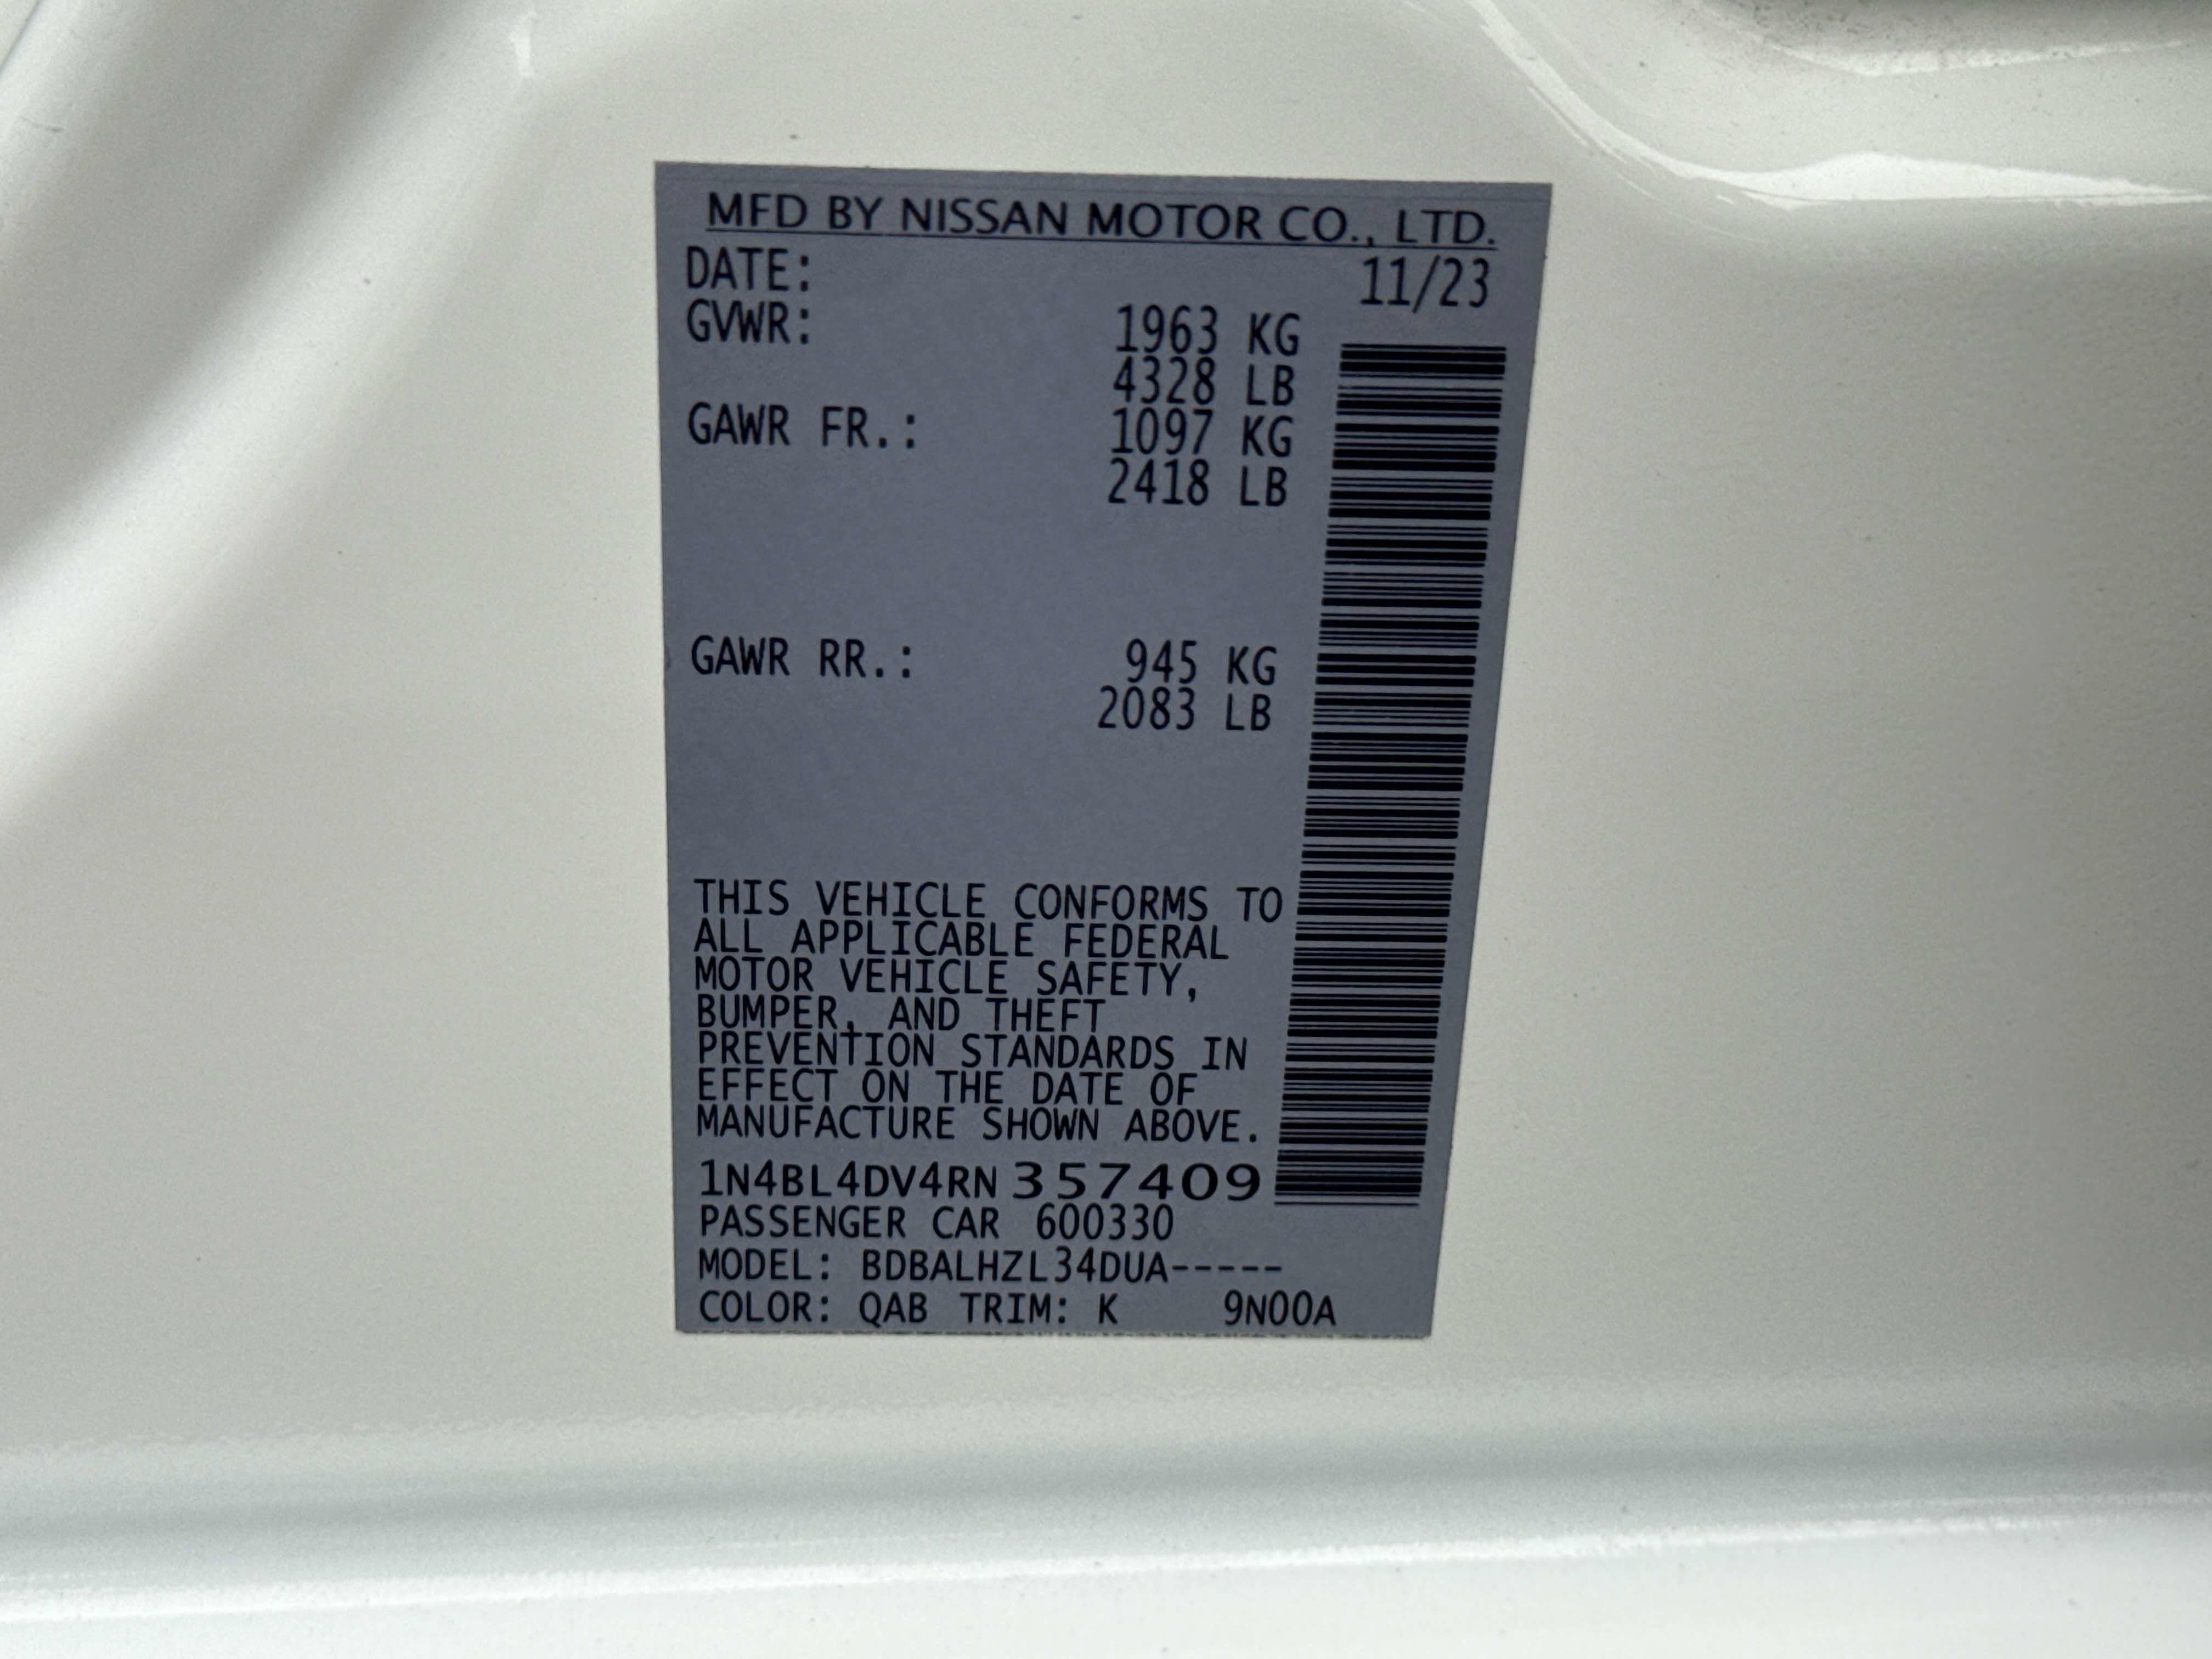 MFD BY NISSAN MOTOR CO., LTD.
DATE: 11/23
GVWR: 1963 KG
4328 LB
GAWR FR.: 1097 KG
2418 LB
GAWR RR.: 945 KG
2083 LB
THIS VEHICLE CONFORMS TO
ALL APPLICABLE FEDERAL
MOTOR VEHICLE SAFETY,
BUMPER, AND THEFT
PREVENTION STANDARDS IN
EFFECT ON THE DATE OF
MANUFACTURE SHOWN ABOVE.
1N4BL4DV4RN357409
PASSENGER CAR 600330
MODEL: BDBALHZL34DUA-----
COLOR: QAB TRIM: K 9N00A